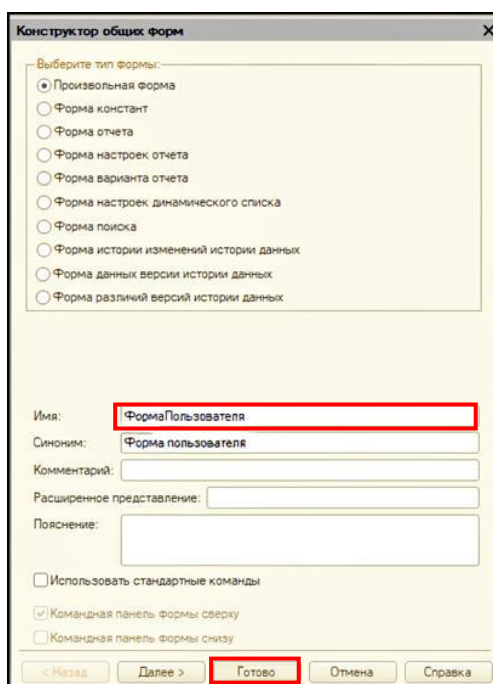 Конструктор общих форм
Выберите тип формы:
Произвольная форма
Форма констант
Форма отчета
Форма настроек отчета
Форма варианта отчета
Форма настроек динамического списка
Форма поиска
Форма истории изменений истории данных
Форма данных версии истории данных
Форма различий версий истории данных
Имя: ФормаПользователя
Синоним: Форма пользователя
Комментарий:
Расширенное представление:
Пояснение:
Использовать стандартные команды
Командная панель формы сверху
Командная панель формы снизу
< Назад Далее > Готово Отмена Справка